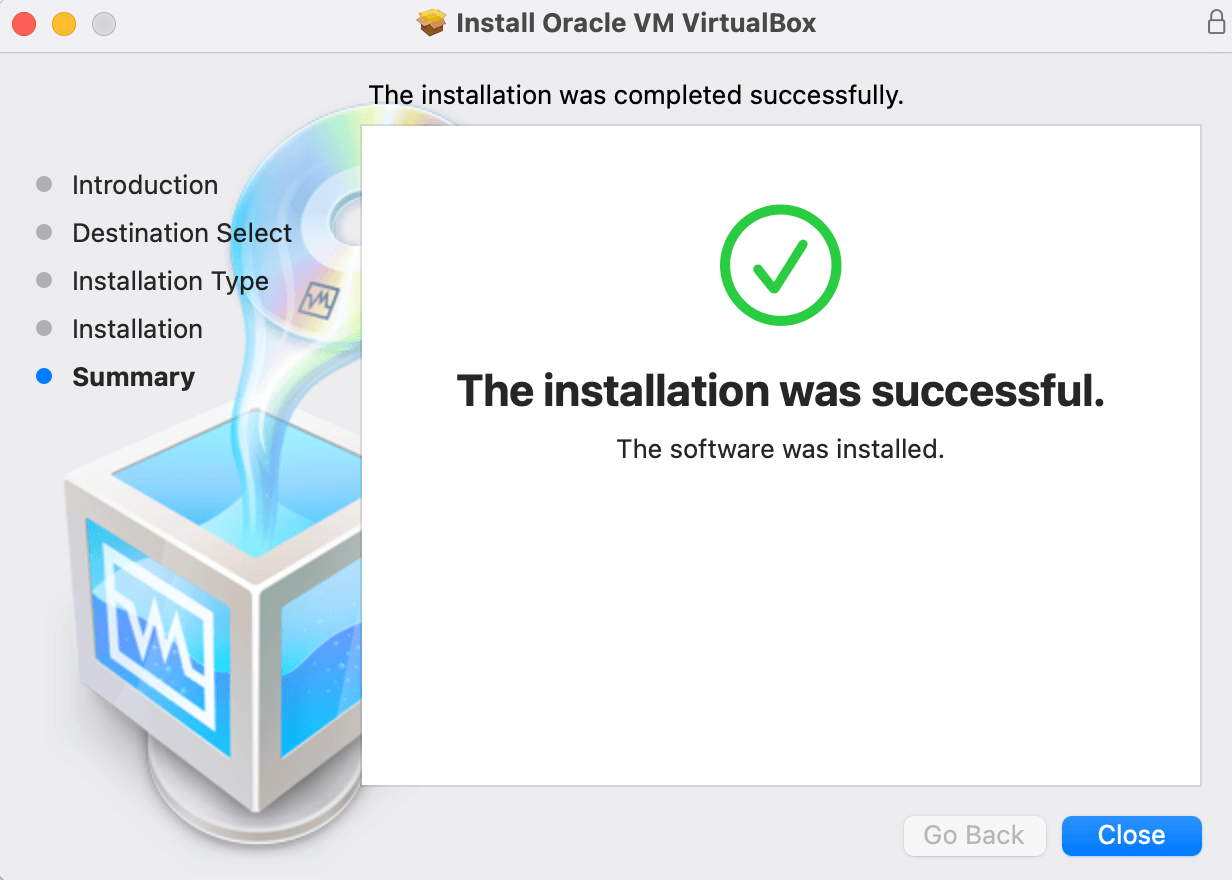 Install Oracle VM VirtualBox
The installation was completed successfully.
Introduction
Destination Select
Installation Type
Installation
Summary
The installation was successful.
The software was installed.
Go Back
Close